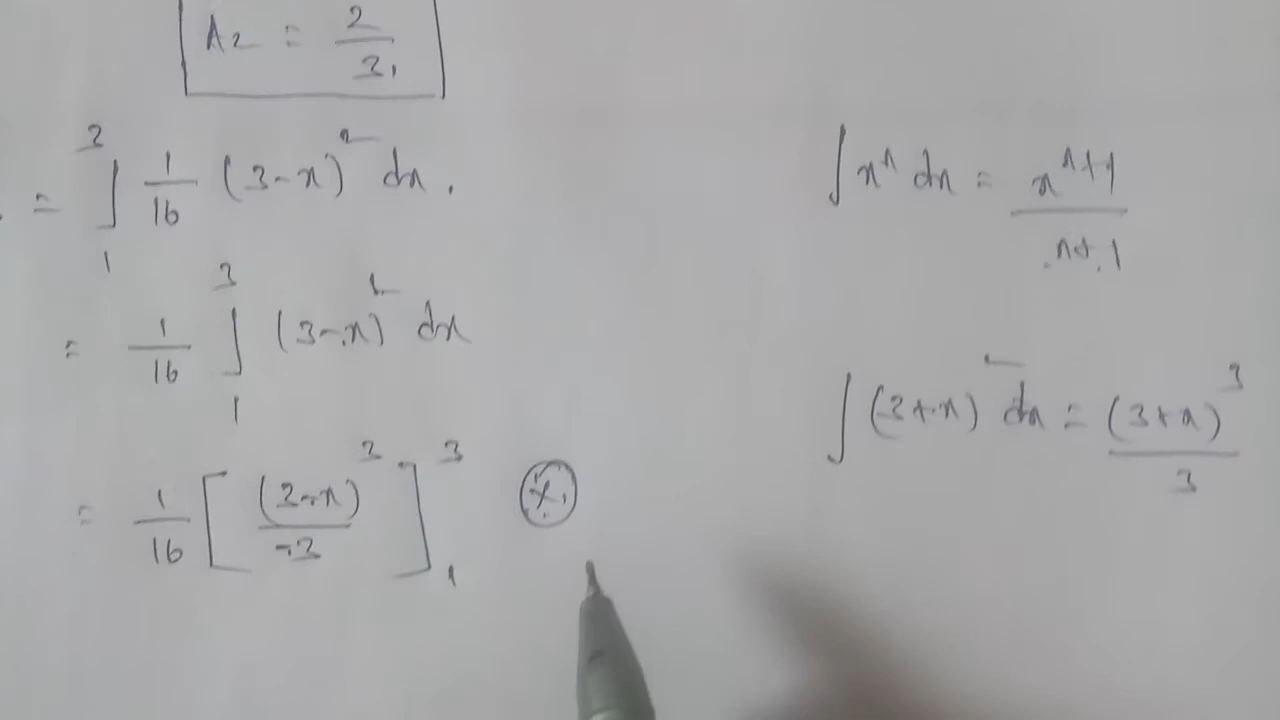 A₂ = 2/3
= ∫₁³ 1/16 (3-x)² dx.
= 1/16 ∫₁³ (3-x)² dx
= 1/16 [ (3-x)³/-3 ]₁³ x
∫ xⁿ dx = xⁿ⁺¹/n+1
∫ (3+x)² dx = (3+x)³/3